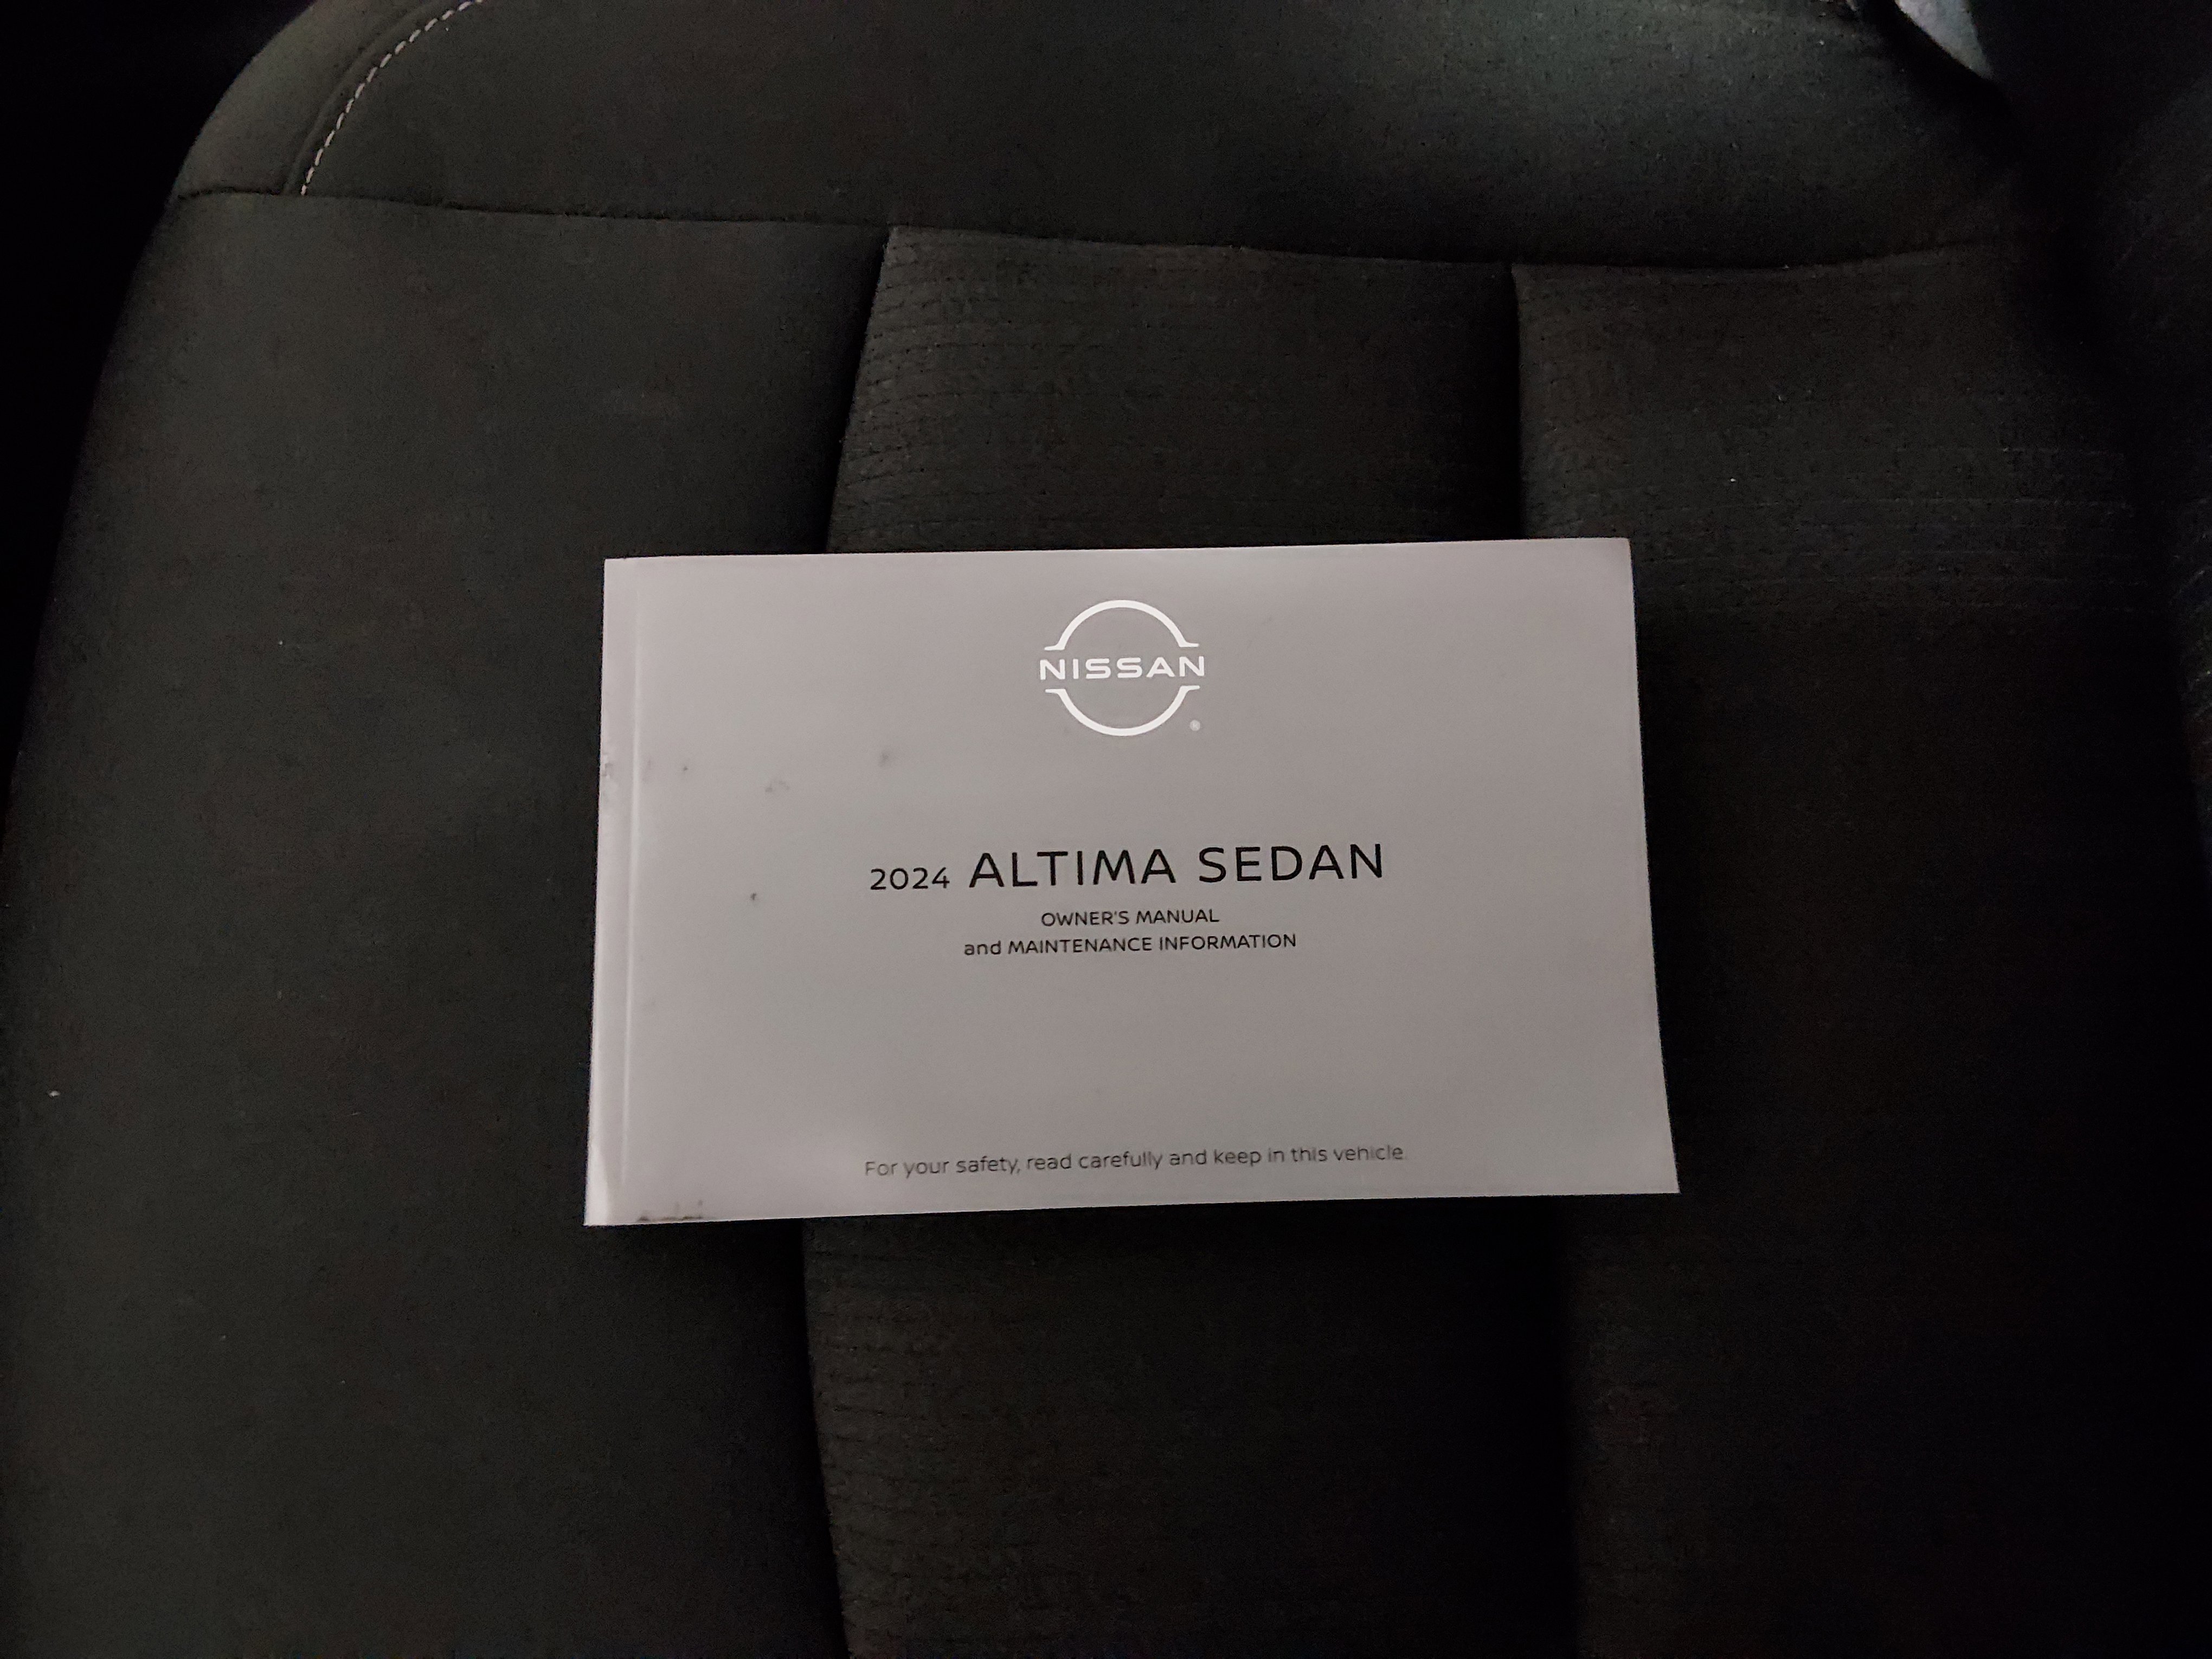 NISSAN
®
2024 ALTIMA SEDAN
OWNER'S MANUAL
and MAINTENANCE INFORMATION
For your safety, read carefully and keep in this vehicle.